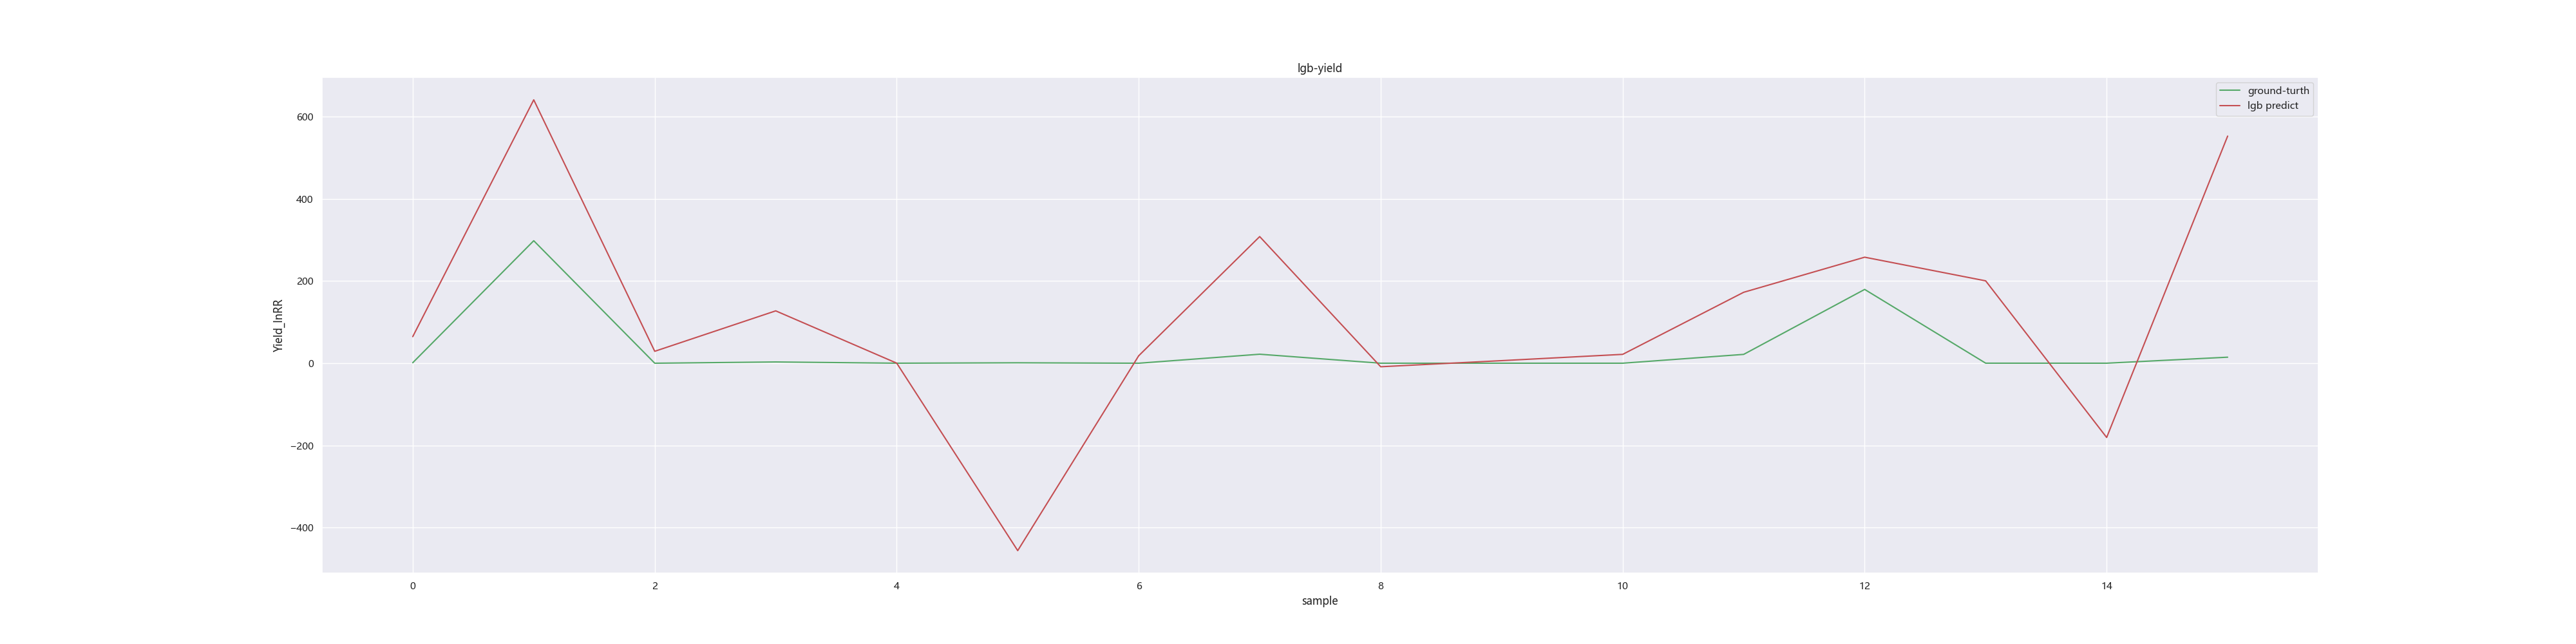 lgb-yield
ground-turth
lgb predict
600
400
200
0
−200
−400
Yield_lnRR
0 2 4 6 8 10 12 14
sample